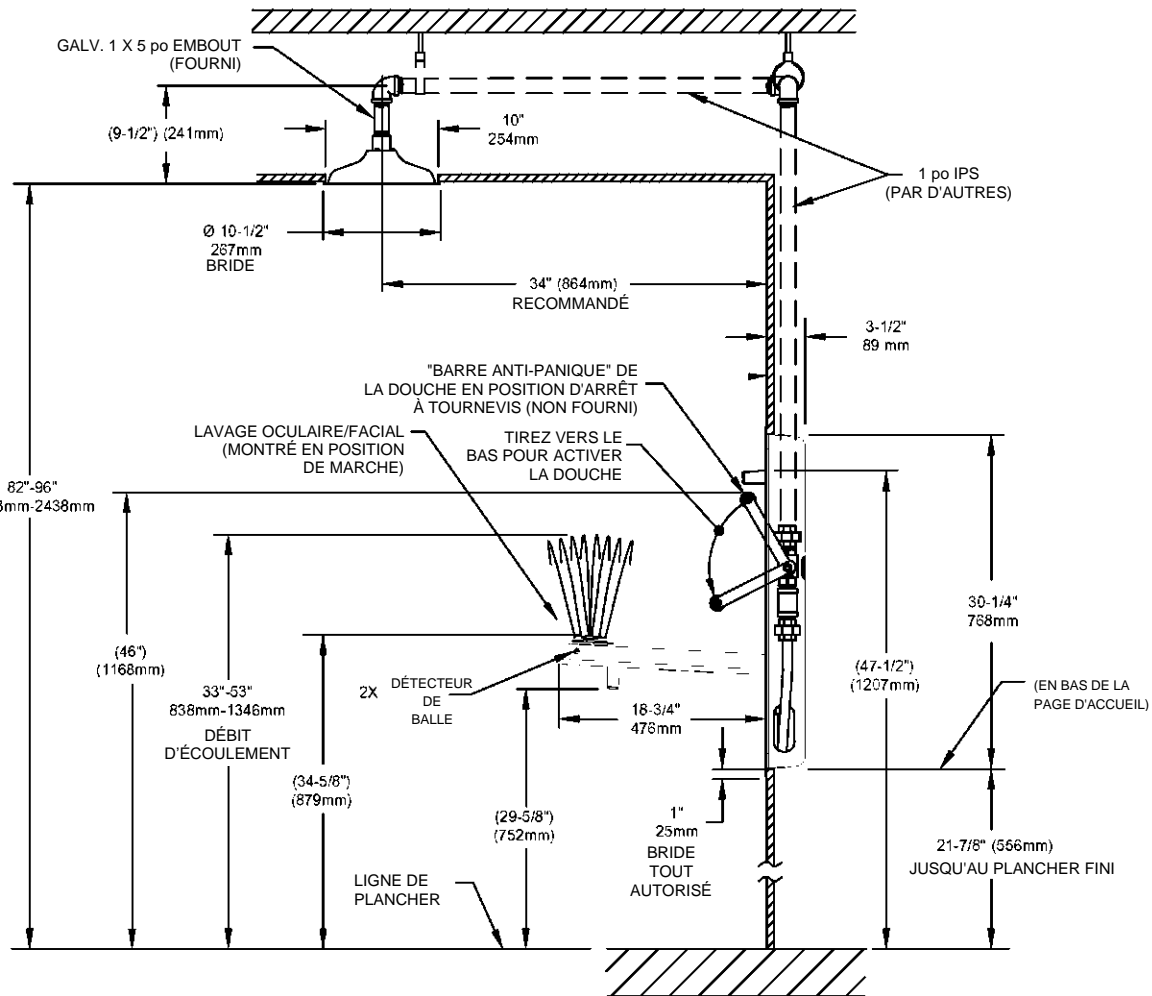 GALV. 1 X 5 po EMBOUT
(FOURNI)
(9-1/2") (241mm)
10"
254mm
1 po IPS
(PAR D'AUTRES)
Ø 10-1/2"
267mm
BRIDE
34" (864mm)
RECOMMANDÉ
3-1/2"
89 mm
"BARRE ANTI-PANIQUE" DE
LA DOUCHE EN POSITION D'ARRÊT
À TOURNEVIS (NON FOURNI)
LAVAGE OCULAIRE/FACIAL
(MONTRÉ EN POSITION
DE MARCHE)
TIREZ VERS LE
BAS POUR ACTIVER
LA DOUCHE
82"-96"
mm-2438mm
(46")
(1168mm)
33"-53"
838mm-1346mm
DÉBIT
D'ÉCOULEMENT
(34-5/8")
(879mm)
2X
DÉTECTEUR
DE
BALLE
18-3/4"
476mm
(29-5/8")
(752mm)
30-1/4"
768mm
(47-1/2")
(1207mm)
(EN BAS DE LA
PAGE D'ACCUEIL)
1"
25mm
BRIDE
TOUT
AUTORISÉ
21-7/8" (556mm)
JUSQU'AU PLANCHER FINI
LIGNE DE
PLANCHER